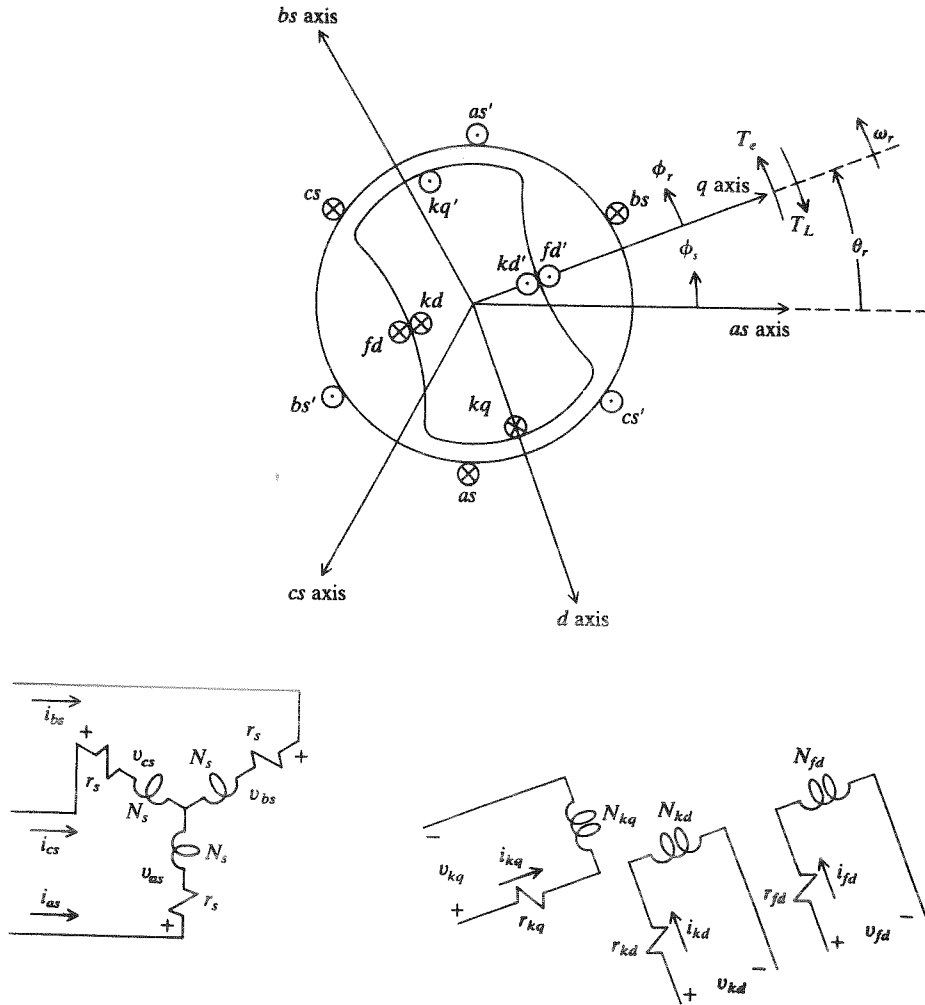 bs axis
as'
T_e
ω_r
ϕ_r
q axis
cs
kq'
bs
T_L
kd'
fd'
ϕ_s
θ_r
kd
fd
as axis
bs'
kq
cs'
as
cs axis
d axis
i_bs
+
r_s
v_cs
N_s
+
r_s
v_bs
N_s
i_cs
N_s
v_as
i_as
r_s
+
N_fd
N_kq
N_kd
−
i_kq
v_kq
+
r_kq
r_fd
i_fd
r_kd
i_kd
−
+
v_fd
−
v_kd
+